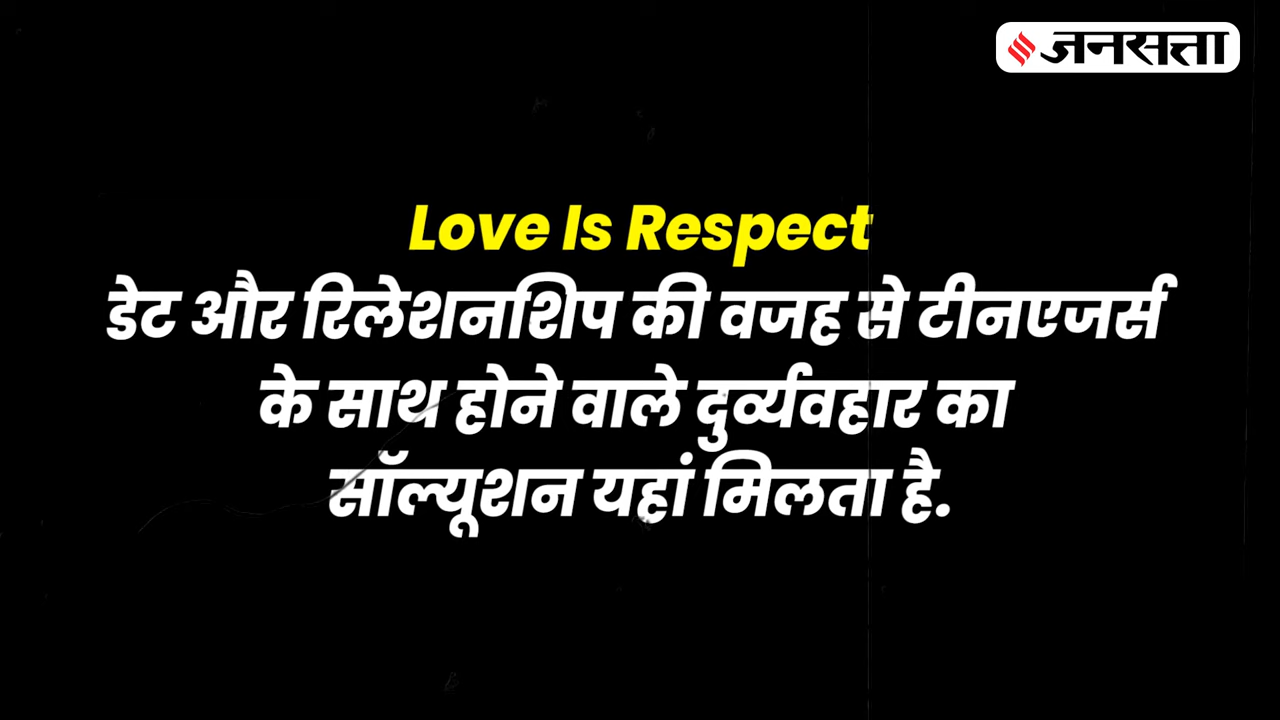 जनसत्ता
Love Is Respect
डेट और रिलेशनशिप की वजह से टीनएजर्स
के साथ होने वाले दुर्व्यवहार का
सॉल्यूशन यहां मिलता है.